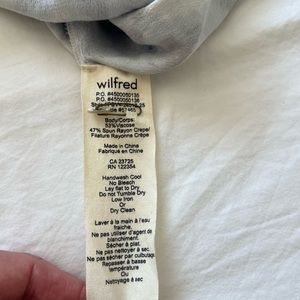 wilfred
P.O. #4500050135
P.O. #4500050136
Body/Corps:
53%Viscose
47% Spun Rayon Crepe/
Filature Rayonne Crêpe
Made in China
Fabriqué en China
CA 23725
RN 122354
Handwash Cool
No Bleach
Lay flat to Dry
Do not Tumble Dry
Low Iron
Or
Dry Clean
Laver à la main à l'eau
fraîche.
Ne pas utiliser d'agent de
blanchiment.
Sécher à plat.
Ne pas sécher par culbutage.
Repasser à basse
température
Ou
Nettoyage à sec